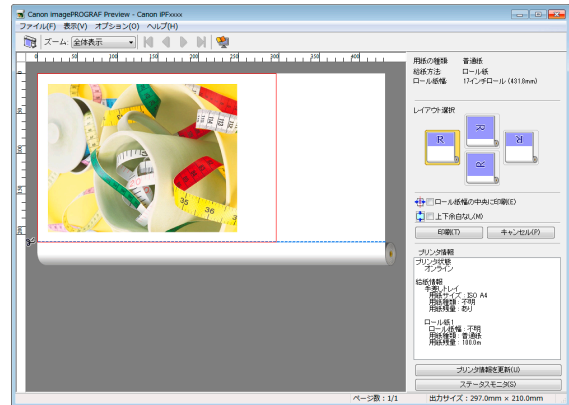 Canon imagePROGRAF Preview - Canon iPFxxxx
ファイル(F) 表示(V) オプション(O) ヘルプ(H)
ズーム: 全体表示
0 50 100 150 200 250 300 350 400
用紙の種類 普通紙
給紙方法: ロール紙
ロール紙幅: 17インチロール (431.8mm)
レイアウト選択
R R R R
ロール紙幅の中央に印刷(E)
上下余白なし(M)
印刷(T) キャンセル(P)
プリンタ情報
プリンタ状態
オンライン
給紙情報
手差しトレイ
用紙サイズ : ISO A4
用紙種類 : 不明
用紙残量 : あり
ロール紙1
ロール紙幅 : 不明
用紙種類 : 普通紙
用紙残量 : 100.0m
プリンタ情報を更新(U)
ステータスモニタ(S)
ページ数 : 1/1 出力サイズ : 297.0mm × 210.0mm